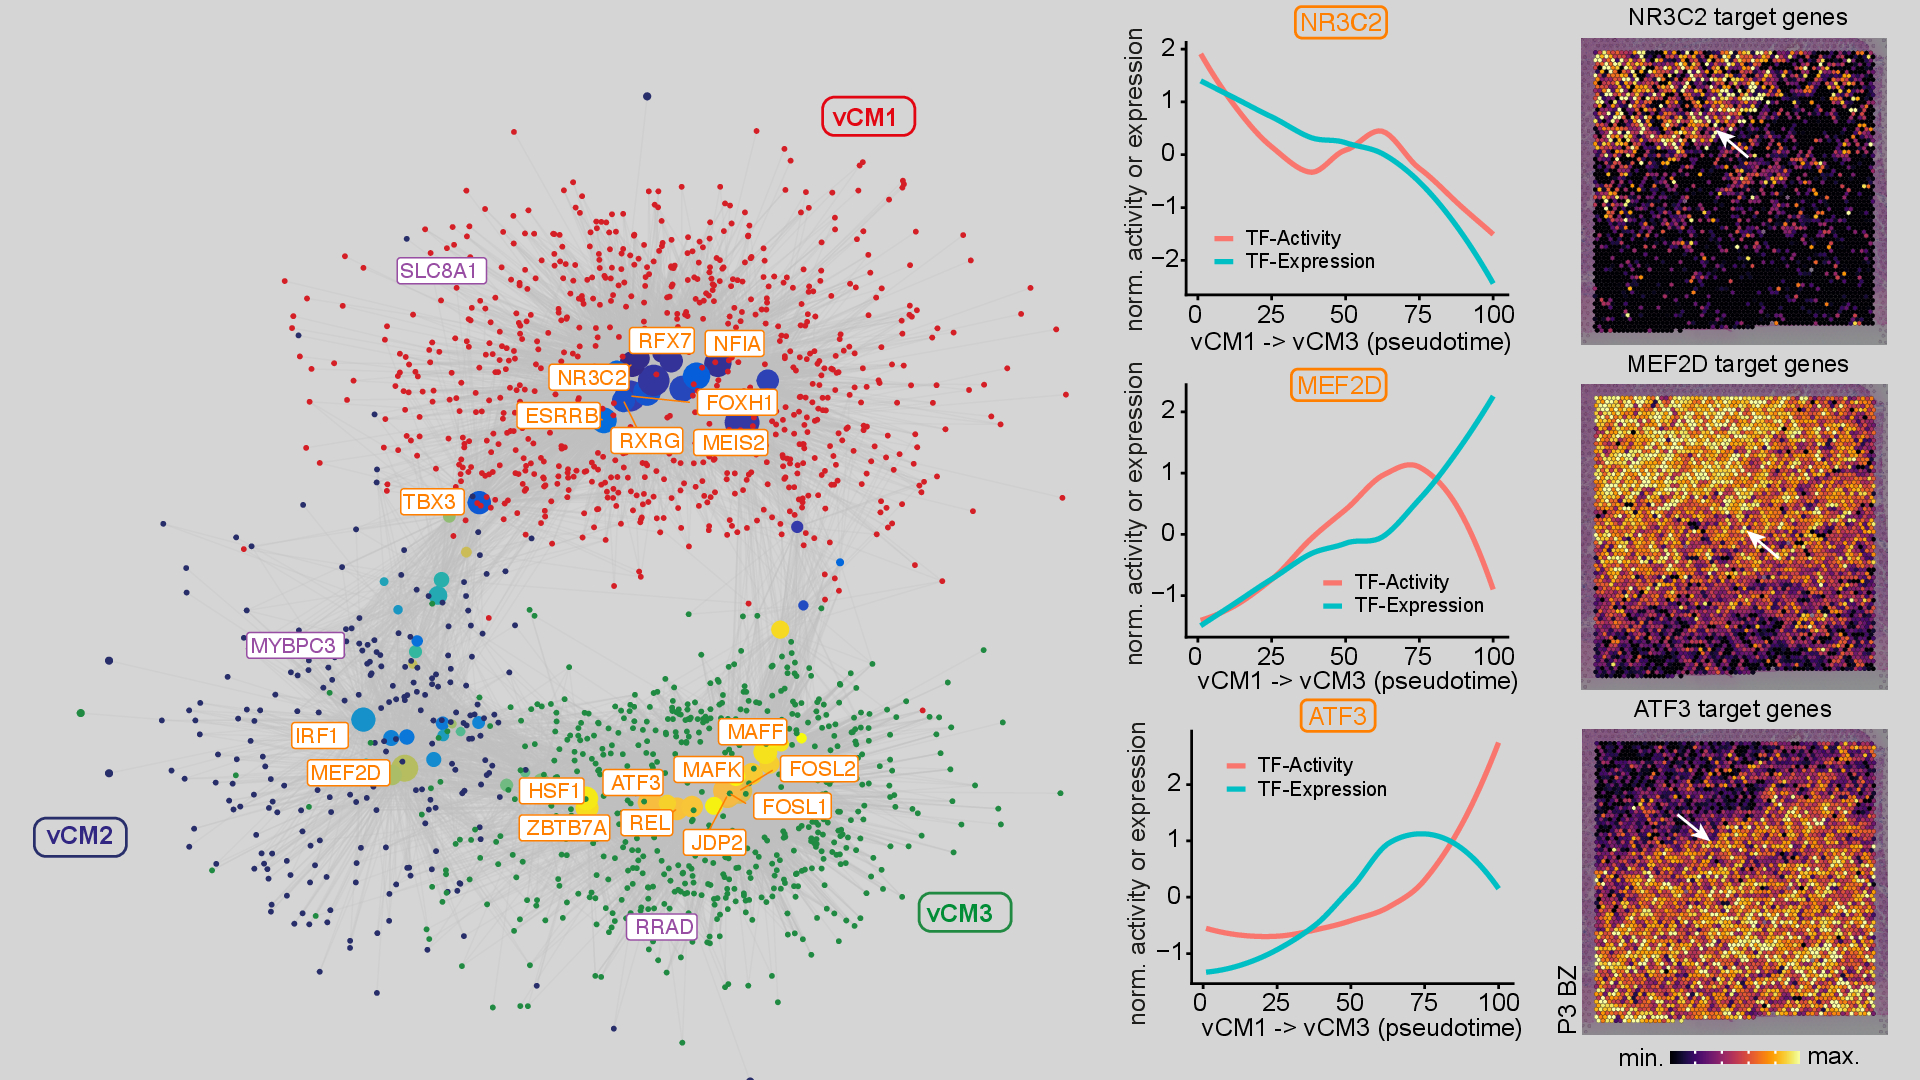 vCM1
SLC8A1
RFX7
NFIA
NR3C2
FOXH1
ESRRB
RXRG
MEIS2
TBX3
MYBPC3
IRF1
MEF2D
MAFF
MAFK
FOSL2
HSF1
ATF3
FOSL1
ZBTB7A
REL
JDP2
vCM2
vCM3
RRAD
NR3C2
norm. activity or expression
2
1
0
−1
−2
TF-Activity
TF-Expression
0 25 50 75 100
vCM1 -> vCM3 (pseudotime)
MEF2D
norm. activity or expression
2
1
0
−1
TF-Activity
TF-Expression
0 25 50 75 100
vCM1 -> vCM3 (pseudotime)
ATF3
norm. activity or expression
TF-Activity
TF-Expression
2
1
0
−1
0 25 50 75 100
vCM1 -> vCM3 (pseudotime)
NR3C2 target genes
MEF2D target genes
ATF3 target genes
P3 BZ
min. max.